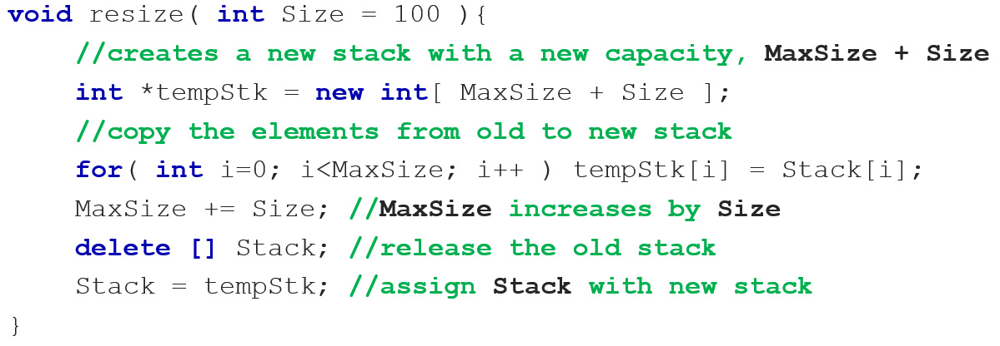 void resize( int Size = 100 ){
//creates a new stack with a new capacity, MaxSize + Size
int *tempStk = new int[ MaxSize + Size ];
//copy the elements from old to new stack
for( int i=0; i<MaxSize; i++ ) tempStk[i] = Stack[i];
MaxSize += Size; //MaxSize increases by Size
delete [] Stack; //release the old stack
Stack = tempStk; //assign Stack with new stack
}